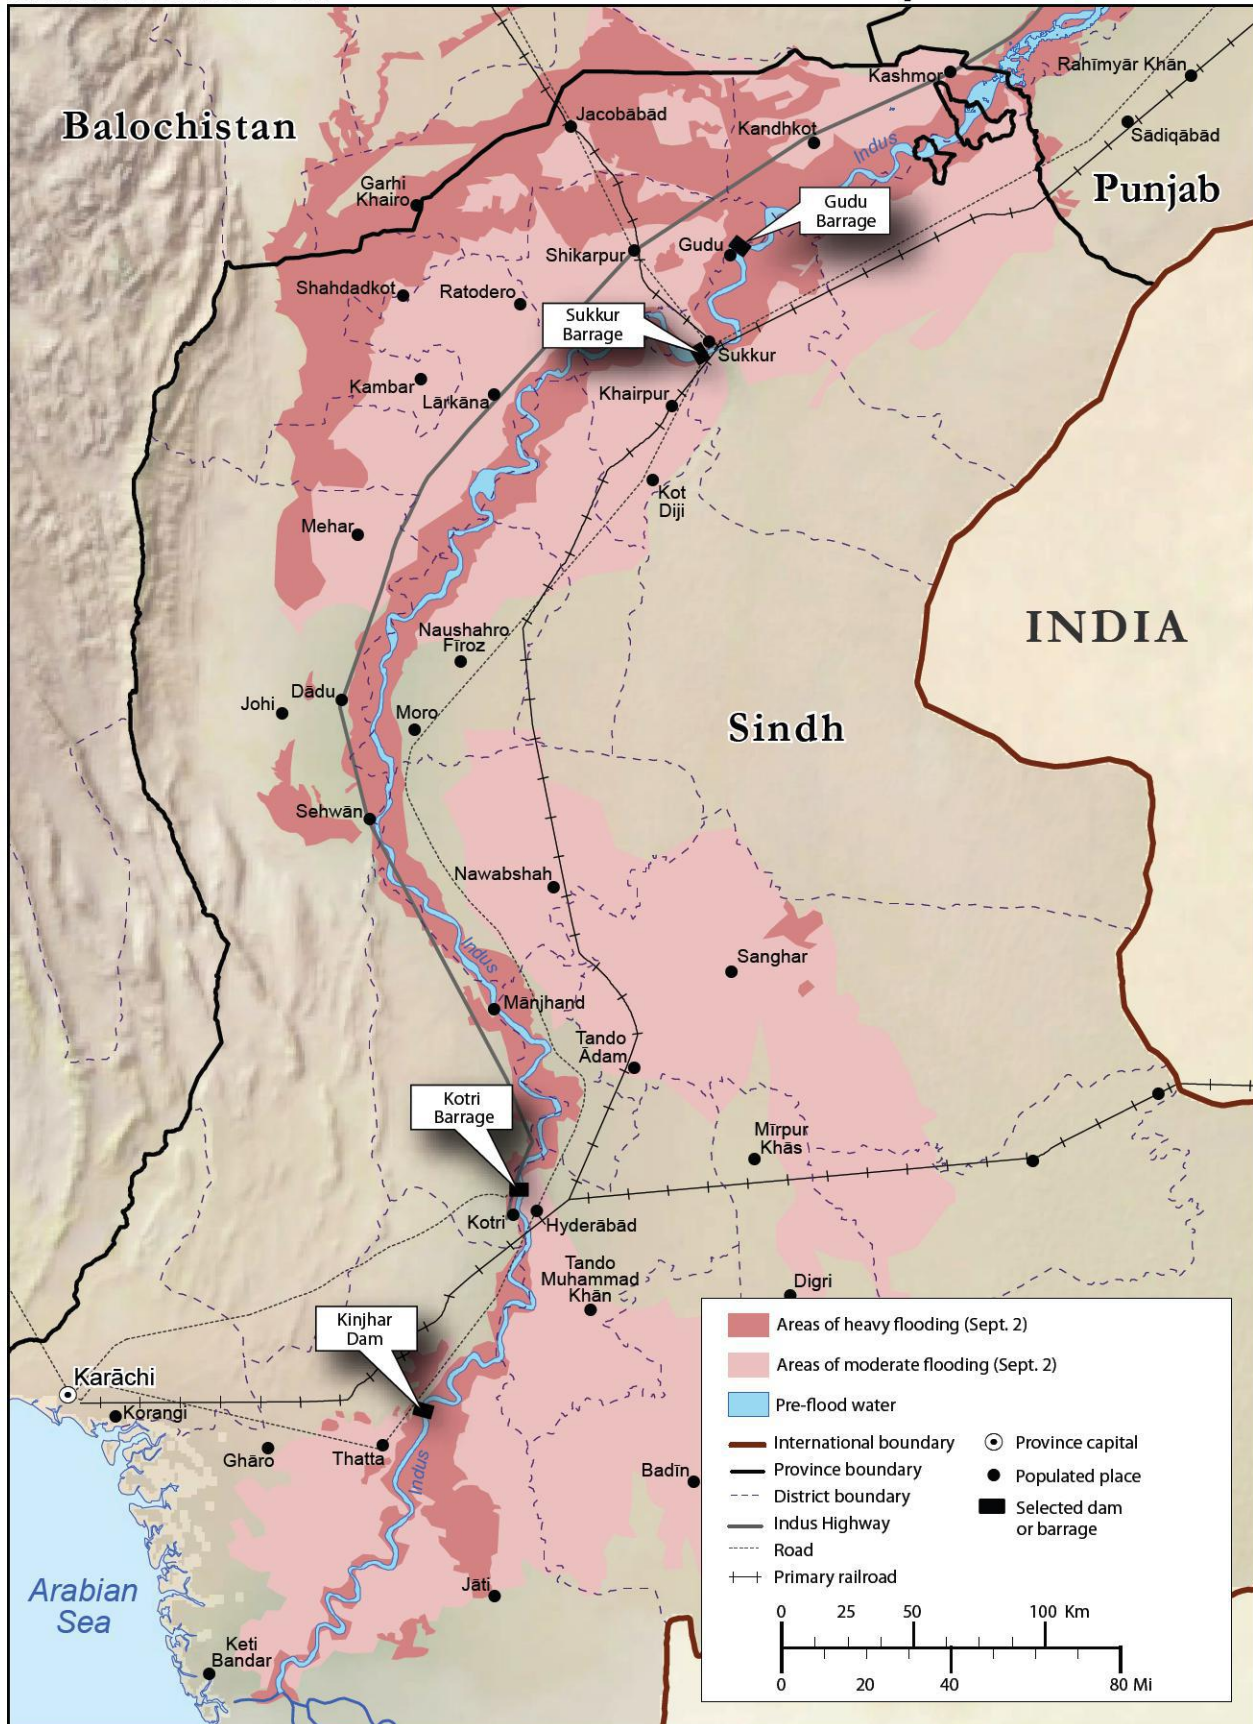 Kashmor
Rahīmyār Khān
Balochistan
Jacobābād
Kandhkot
Indus
Sādiqābād
Garhi
Khairo
Punjab
Gudu
Barrage
Shikarpur
Gudu
Shahdadkot
Ratodero
Sukkur
Barrage
Sukkur
Kambar
Lārkāna
Khairpur
Kot
Diji
Mehar
INDIA
Naushahro
Fīroz
Johi
Dādu
Moro
Sindh
Sehwān
Nawabshah
Indus
Sanghar
Mānjhand
Tando
Ādam
Kotri
Barrage
Mīrpur
Khās
Kotri
Hyderābād
Tando
Muhammad
Khān
Digri
Kinjhar
Dam
Karāchi
Korangi
Ghāro
Thatta
Indus
Badīn
Jāti
Arabian
Sea
Keti
Bandar
Areas of heavy flooding (Sept. 2)
Areas of moderate flooding (Sept. 2)
Pre-flood water
International boundary
Province boundary
District boundary
Indus Highway
Road
Primary railroad
Province capital
Populated place
Selected dam
or barrage
0 25 50 100 Km
0 20 40 80 Mi